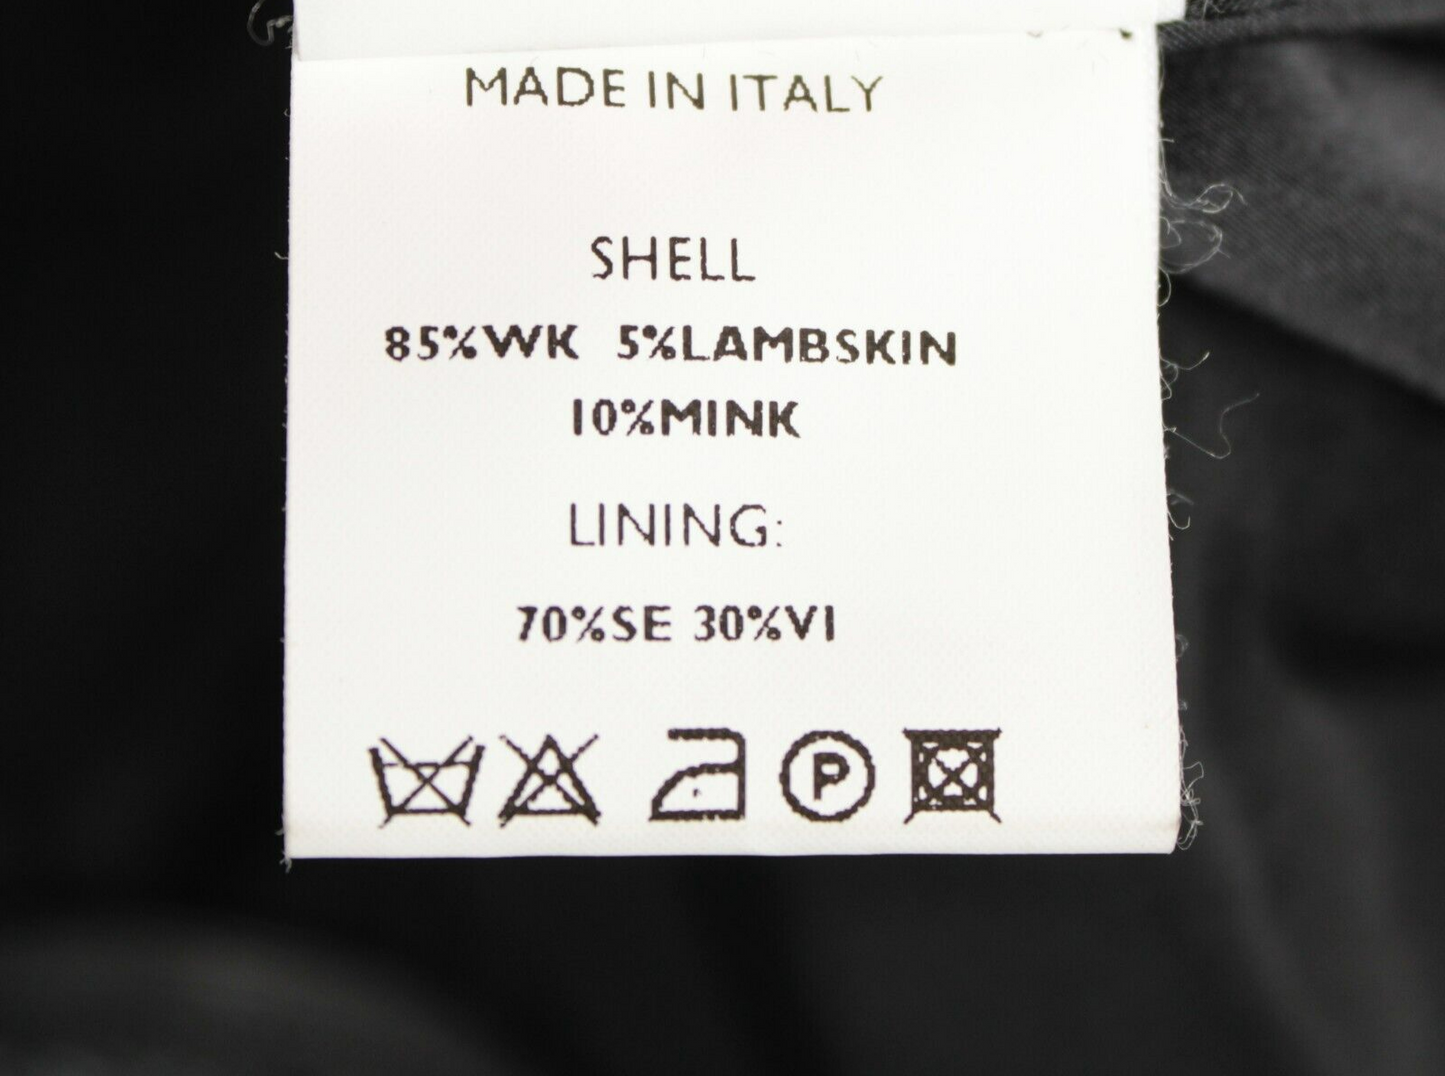 MADE IN ITALY
SHELL
85%WK 5%LAMBSKIN
10%MINK
LINING:
70%SE 30%VI
P